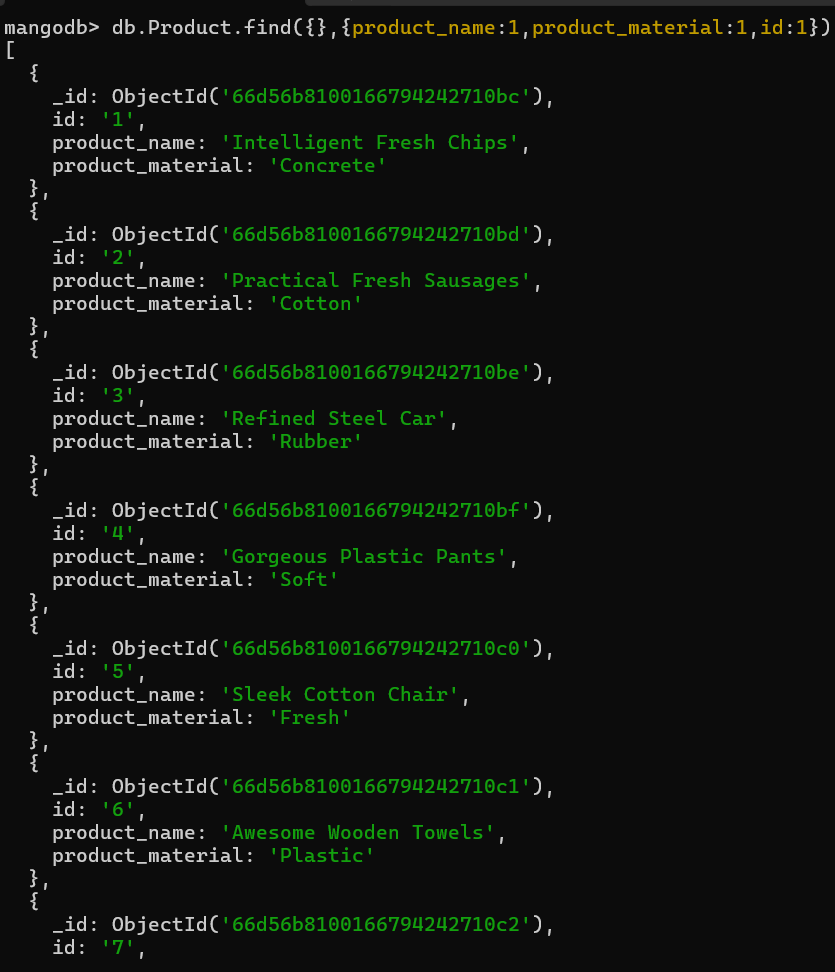 mangodb> db.Product.find({},{product_name:1,product_material:1,id:1})
[
  {
    _id: ObjectId('66d56b8100166794242710bc'),
    id: '1',
    product_name: 'Intelligent Fresh Chips',
    product_material: 'Concrete'
  },
  {
    _id: ObjectId('66d56b8100166794242710bd'),
    id: '2',
    product_name: 'Practical Fresh Sausages',
    product_material: 'Cotton'
  },
  {
    _id: ObjectId('66d56b8100166794242710be'),
    id: '3',
    product_name: 'Refined Steel Car',
    product_material: 'Rubber'
  },
  {
    _id: ObjectId('66d56b8100166794242710bf'),
    id: '4',
    product_name: 'Gorgeous Plastic Pants',
    product_material: 'Soft'
  },
  {
    _id: ObjectId('66d56b8100166794242710c0'),
    id: '5',
    product_name: 'Sleek Cotton Chair',
    product_material: 'Fresh'
  },
  {
    _id: ObjectId('66d56b8100166794242710c1'),
    id: '6',
    product_name: 'Awesome Wooden Towels',
    product_material: 'Plastic'
  },
  {
    _id: ObjectId('66d56b8100166794242710c2'),
    id: '7',